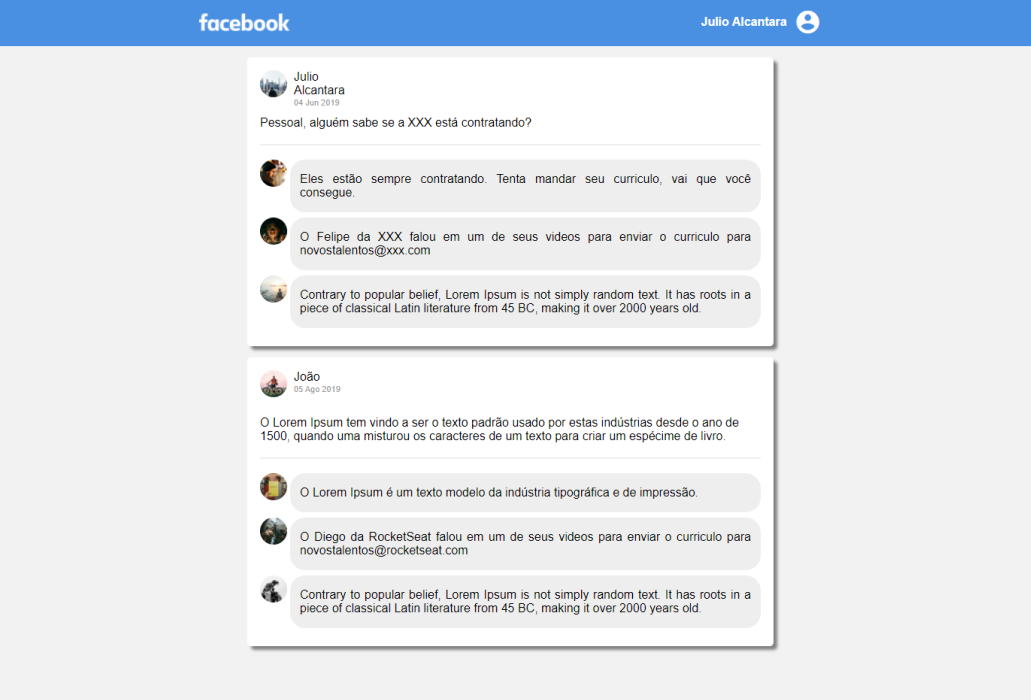 facebook
Julio Alcantara
Julio
Alcantara
04 Jun 2019
Pessoal, alguém sabe se a XXX está contratando?
Eles estão sempre contratando. Tenta mandar seu curriculo, vai que você
consegue.
O Felipe da XXX falou em um de seus videos para enviar o curriculo para
novostalentos@xxx.com
Contrary to popular belief, Lorem Ipsum is not simply random text. It has roots in a
piece of classical Latin literature from 45 BC, making it over 2000 years old.
João
05 Ago 2019
O Lorem Ipsum tem vindo a ser o texto padrão usado por estas indústrias desde o ano de
1500, quando uma misturou os caracteres de um texto para criar um espécime de livro.
O Lorem Ipsum é um texto modelo da indústria tipográfica e de impressão.
O Diego da RocketSeat falou em um de seus videos para enviar o curriculo para
novostalentos@rocketseat.com
Contrary to popular belief, Lorem Ipsum is not simply random text. It has roots in a
piece of classical Latin literature from 45 BC, making it over 2000 years old.